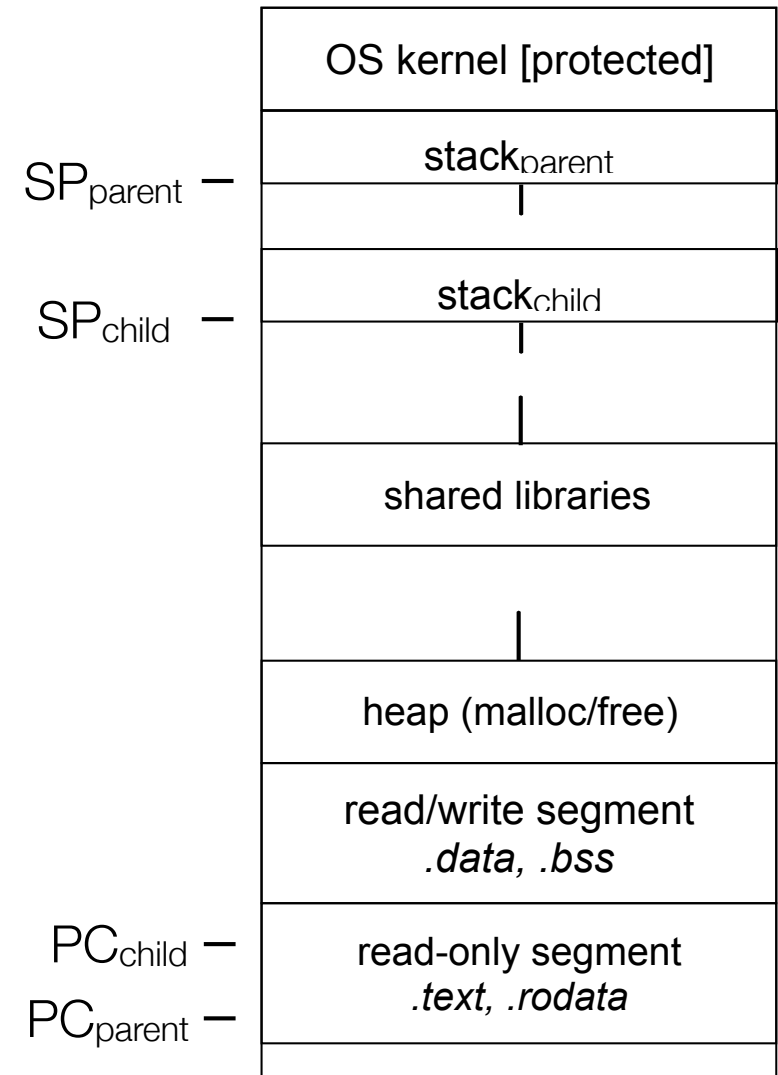 OS kernel [protected]
stackparent
SPparent –
stackchild
SPchild –
shared libraries
heap (malloc/free)
read/write segment
.data, .bss
PCchild –
read-only segment
.text, .rodata
PCparent –